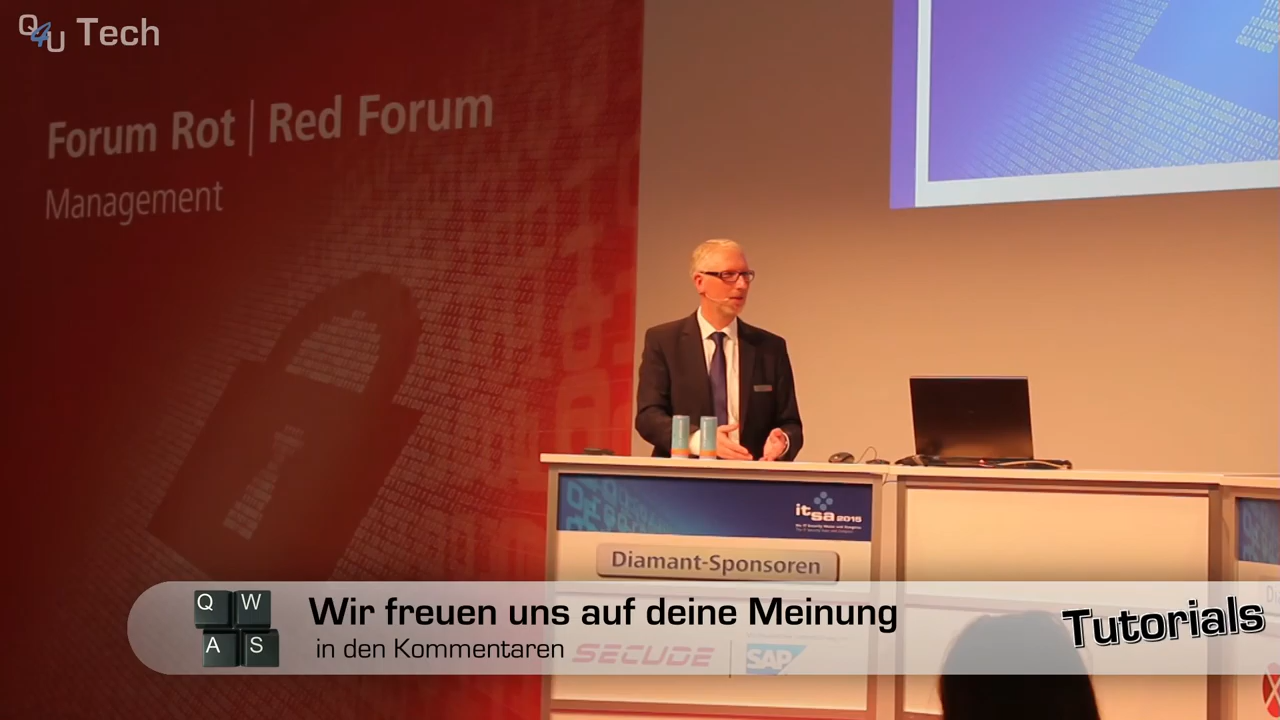 Q4U Tech
Forum Rot | Red Forum
Management
it sa 2015
Diamant-Sponsoren
Q W
A S
Wir freuen uns auf deine Meinung
in den Kommentaren
Tutorials
SECUDE
SAP